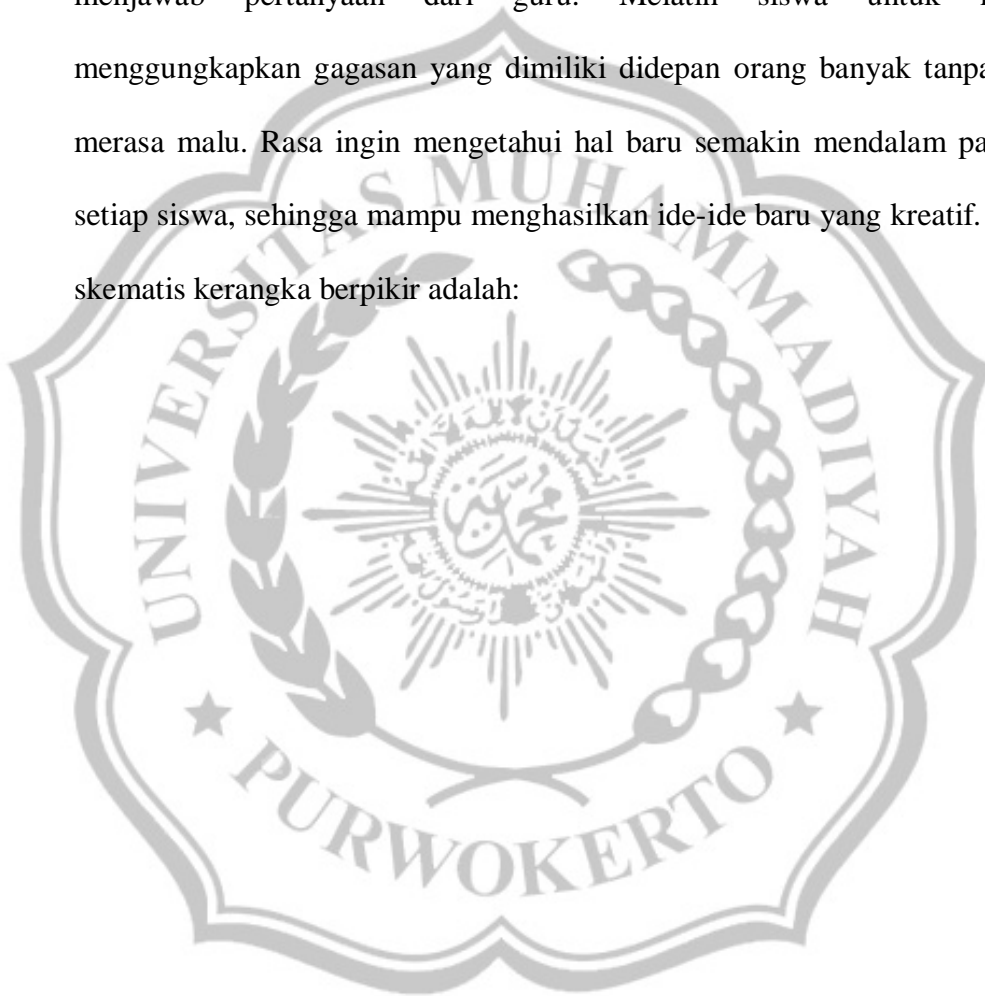 menjawab pertanyaan dari guru. Melatih siswa untuk
menggungkapkan gagasan yang dimiliki didepan orang banyak tanpa
merasa malu. Rasa ingin mengetahui hal baru semakin mendalam pa
setiap siswa, sehingga mampu menghasilkan ide-ide baru yang kreatif.
skematis kerangka berpikir adalah:
UNIVERSITAS MUHAMMADIYAH
PURWOKERTO